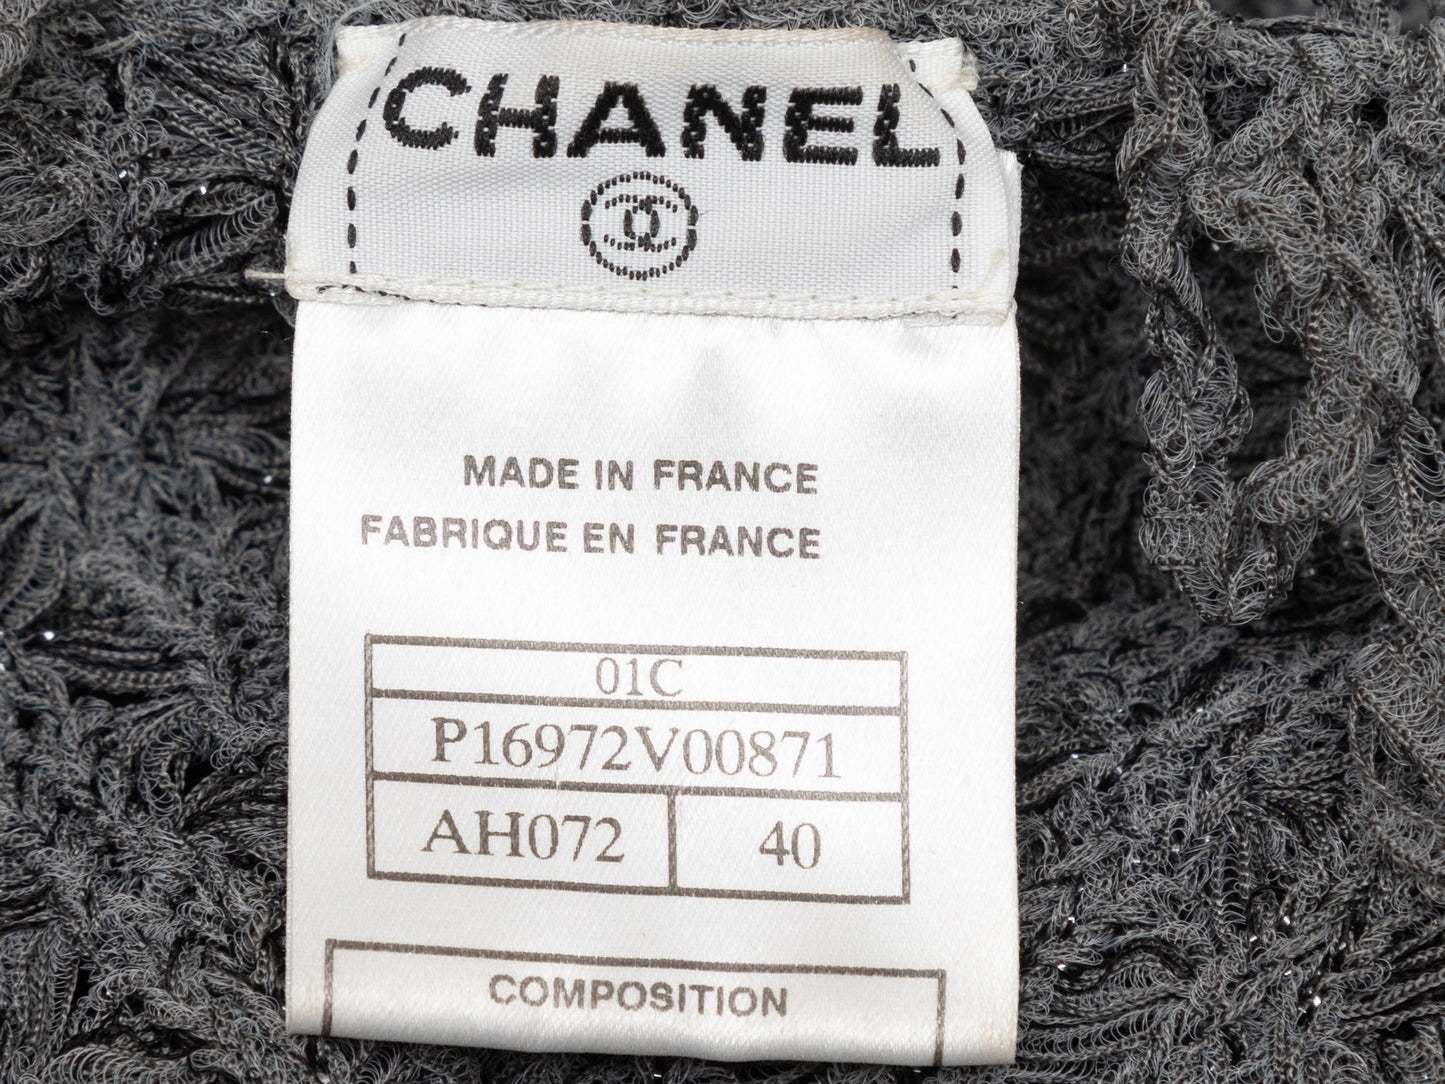 CHANEL
MADE IN FRANCE
FABRIQUE EN FRANCE
01C
P16972V00871
AH072 40
COMPOSITION